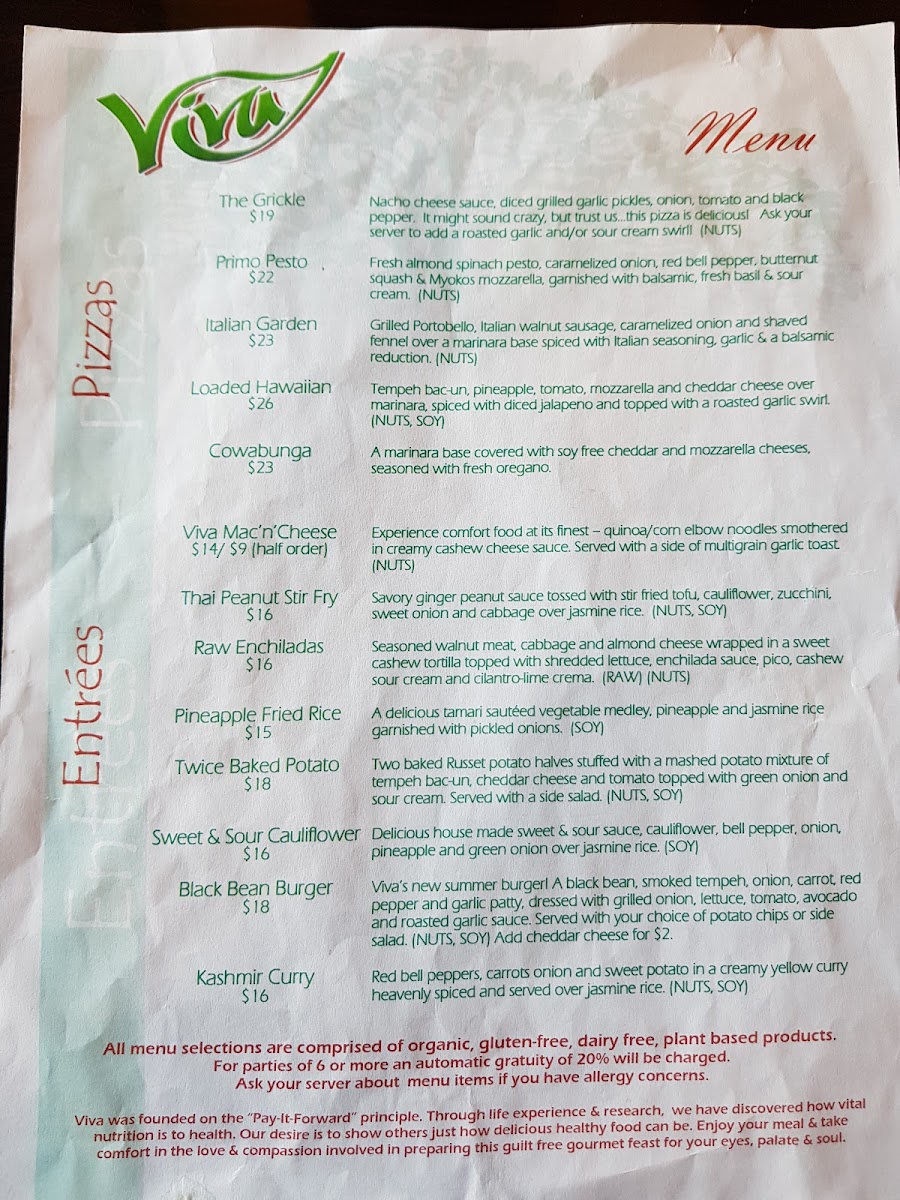 Viva
Menu
Pizzas
The Grickle
$19
Nacho cheese sauce, diced grilled garlic pickles, onion, tomato and black
pepper. It might sound crazy, but trust us...this pizza is delicious! Ask your
server to add a roasted garlic and/or sour cream swirl! (NUTS)
Primo Pesto
$22
Fresh almond spinach pesto, caramelized onion, red bell pepper, butternut
squash & Myokos mozzarella, garnished with balsamic, fresh basil & sour
cream. (NUTS)
Italian Garden
$23
Grilled Portobello, Italian walnut sausage, caramelized onion and shaved
fennel over a marinara base spiced with Italian seasoning, garlic & a balsamic
reduction. (NUTS)
Loaded Hawaiian
$26
Tempeh bac-un, pineapple, tomato, mozzarella and cheddar cheese over
marinara, spiced with diced jalapeno and topped with a roasted garlic swirl.
(NUTS, SOY)
Cowabunga
$23
A marinara base covered with soy free cheddar and mozzarella cheeses,
seasoned with fresh oregano.
Entrées
Viva Mac'n'Cheese
$14/ $9 (half order)
Experience comfort food at its finest – quinoa/corn elbow noodles smothered
in creamy cashew cheese sauce. Served with a side of multigrain garlic toast.
(NUTS)
Thai Peanut Stir Fry
$16
Savory ginger peanut sauce tossed with stir fried tofu, cauliflower, zucchini,
sweet onion and cabbage over jasmine rice. (NUTS, SOY)
Raw Enchiladas
$16
Seasoned walnut meat, cabbage and almond cheese wrapped in a sweet
cashew tortilla topped with shredded lettuce, enchilada sauce, pico, cashew
sour cream and cilantro-lime crema. (RAW) (NUTS)
Pineapple Fried Rice
$15
A delicious tamari sautéed vegetable medley, pineapple and jasmine rice
garnished with pickled onions. (SOY)
Twice Baked Potato
$18
Two baked Russet potato halves stuffed with a mashed potato mixture of
tempeh bac-un, cheddar cheese and tomato topped with green onion and
sour cream. Served with a side salad. (NUTS, SOY)
Sweet & Sour Cauliflower
$16
Delicious house made sweet & sour sauce, cauliflower, bell pepper, onion,
pineapple and green onion over jasmine rice. (SOY)
Black Bean Burger
$18
Viva's new summer burger! A black bean, smoked tempeh, onion, carrot, red
pepper and garlic patty, dressed with grilled onion, lettuce, tomato, avocado
and roasted garlic sauce. Served with your choice of potato chips or side
salad. (NUTS, SOY) Add cheddar cheese for $2.
Kashmir Curry
$16
Red bell peppers, carrots onion and sweet potato in a creamy yellow curry
heavenly spiced and served over jasmine rice. (NUTS, SOY)
All menu selections are comprised of organic, gluten-free, dairy free, plant based products.
For parties of 6 or more an automatic gratuity of 20% will be charged.
Ask your server about menu items if you have allergy concerns.
Viva was founded on the "Pay-It-Forward" principle. Through life experience & research, we have discovered how vital
nutrition is to health. Our desire is to show others just how delicious healthy food can be. Enjoy your meal & take
comfort in the love & compassion involved in preparing this guilt free gourmet feast for your eyes, palate & soul.